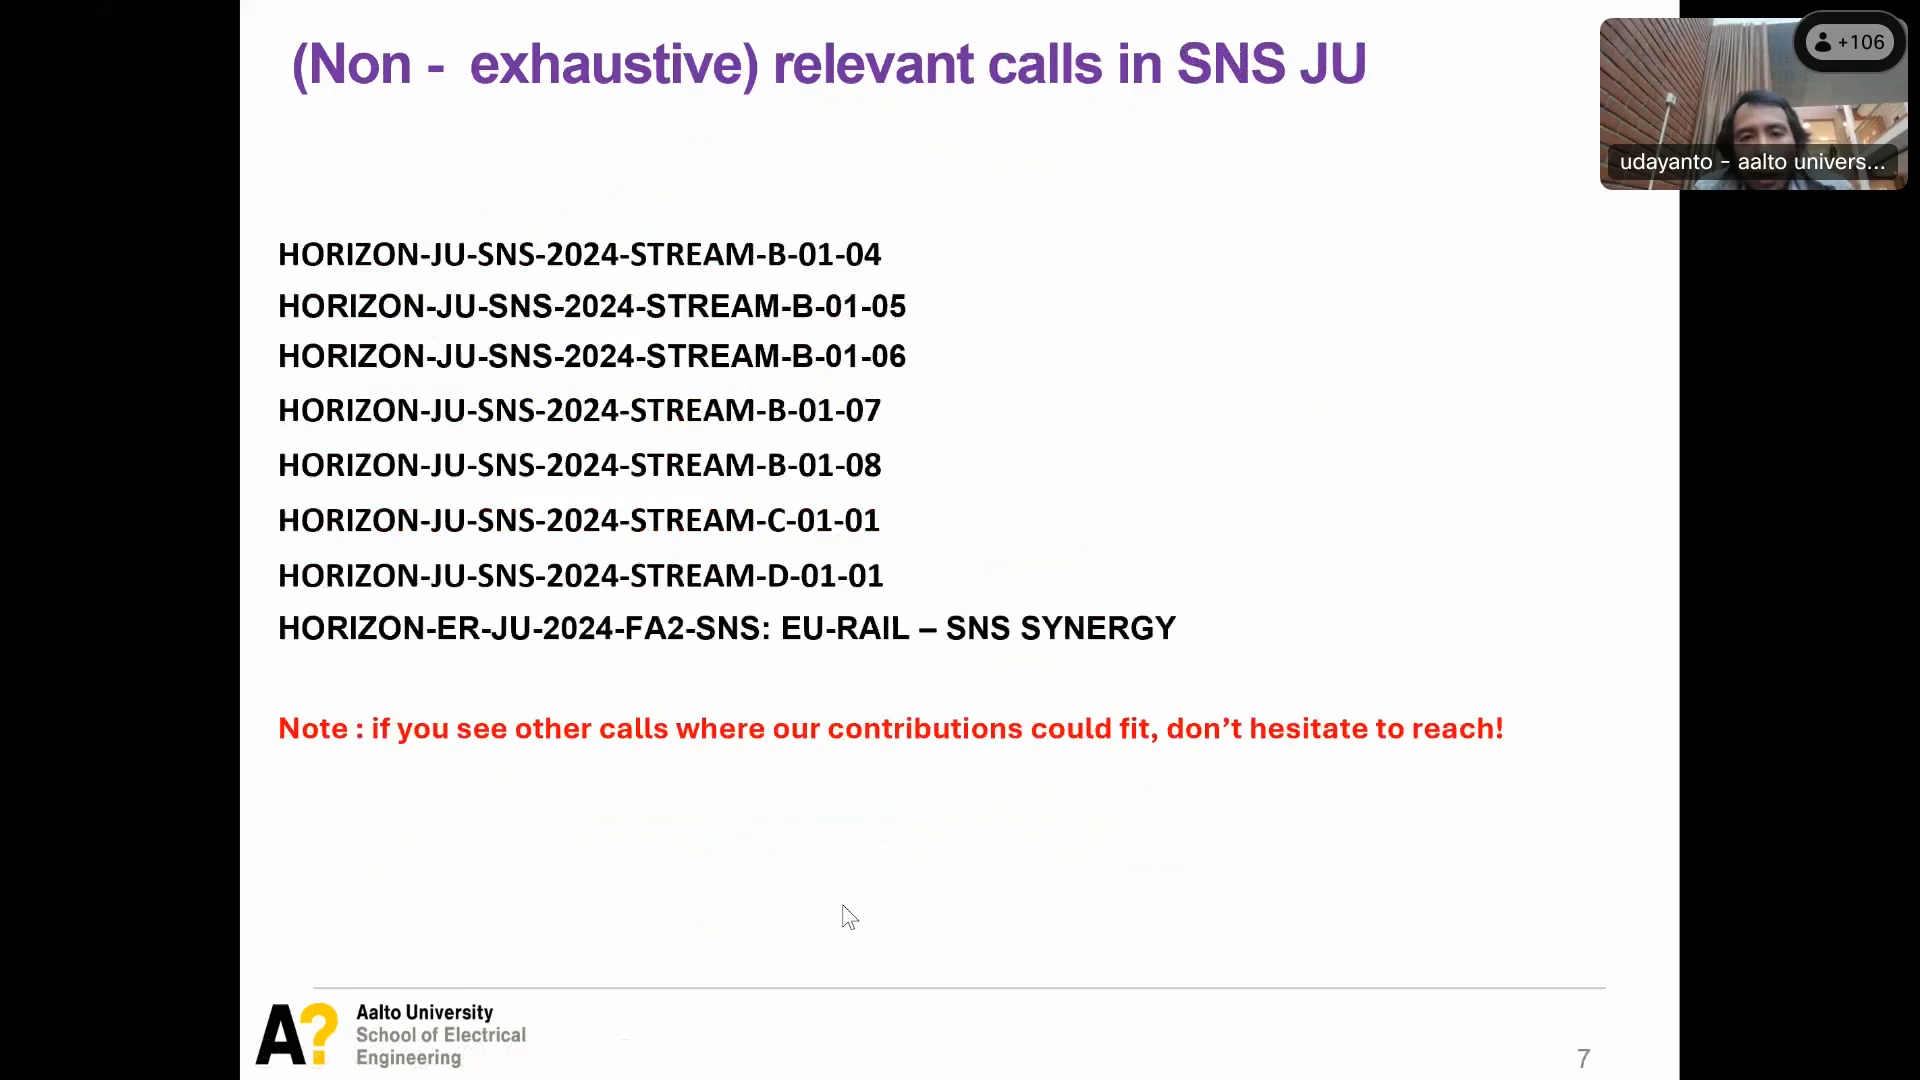 (Non - exhaustive) relevant calls in SNS JU
+106
udayanto - aalto univers...
HORIZON-JU-SNS-2024-STREAM-B-01-04
HORIZON-JU-SNS-2024-STREAM-B-01-05
HORIZON-JU-SNS-2024-STREAM-B-01-06
HORIZON-JU-SNS-2024-STREAM-B-01-07
HORIZON-JU-SNS-2024-STREAM-B-01-08
HORIZON-JU-SNS-2024-STREAM-C-01-01
HORIZON-JU-SNS-2024-STREAM-D-01-01
HORIZON-ER-JU-2024-FA2-SNS: EU-RAIL – SNS SYNERGY
Note : if you see other calls where our contributions could fit, don’t hesitate to reach!
A?
Aalto University
School of Electrical
Engineering
7